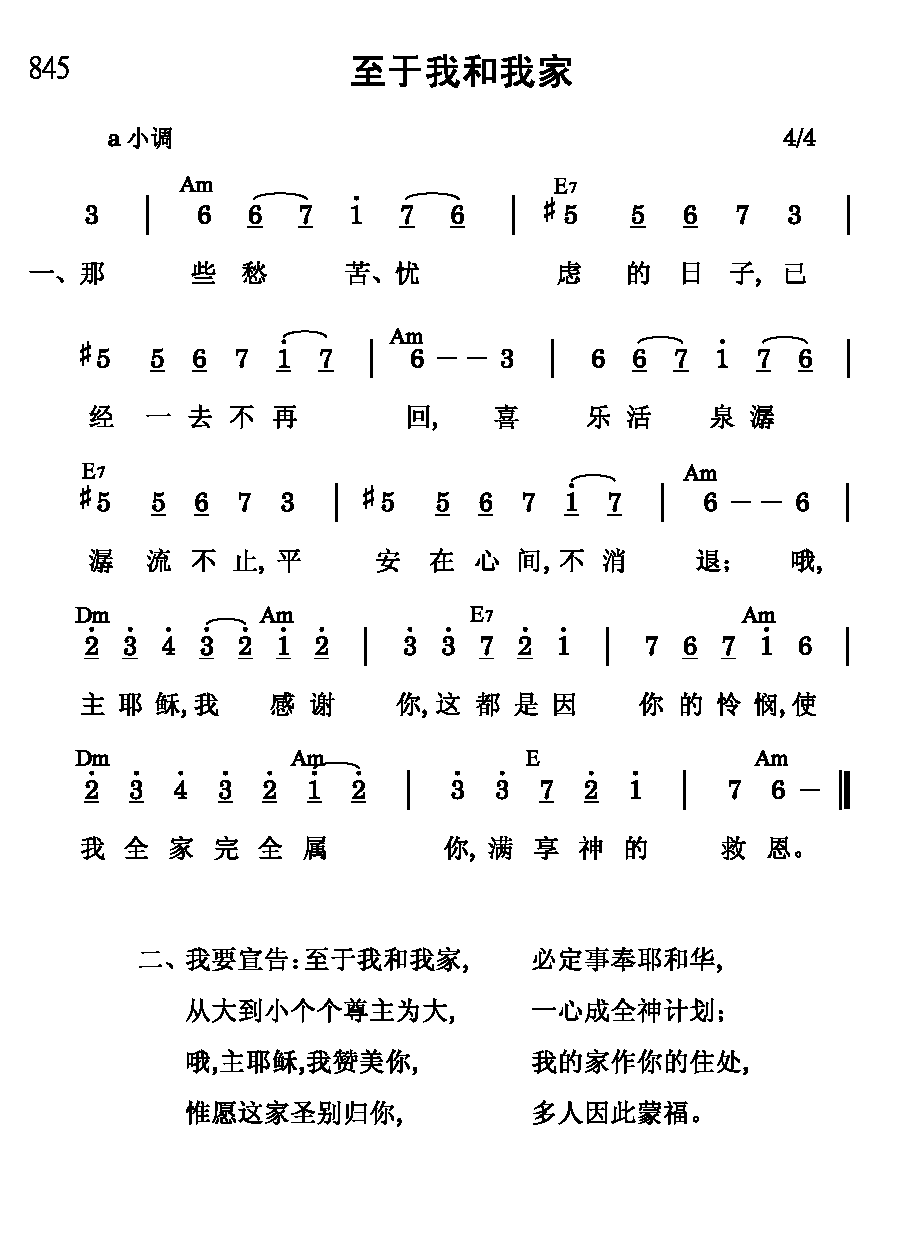 845
至于我和我家
a 小调 4/4
Am E7
3 | 6 6 7 i 7 6 | #5 5 6 7 3 |
一、那 些 愁 苦、忧 虑 的 日 子, 已
Am
#5 5 6 7 i 7 | 6 - - 3 | 6 6 7 i 7 6 |
经 一 去 不 再 回, 喜 乐 活 泉 潺
E7 Am
#5 5 6 7 3 | #5 5 6 7 i 7 | 6 - - 6 |
潺 流 不 止, 平 安 在 心 间, 不 消 退; 哦,
Dm Am E7 Am
2 3 4 3 2 1 2 | 3 3 7 2 1 | 7 6 7 i 6 |
主 耶 稣, 我 感 谢 你, 这 都 是 因 你 的 怜 悯, 使
Dm Am E Am
2 3 4 3 2 1 2 | 3 3 7 2 1 | 7 6 - ‖
我 全 家 完 全 属 你, 满 享 神 的 救 恩。
二、我要宣告:至于我和我家, 必定事奉耶和华,
从大到小个个尊主为大, 一心成全神计划;
哦,主耶稣,我赞美你, 我的家作你的住处,
惟愿这家圣别归你, 多人因此蒙福。